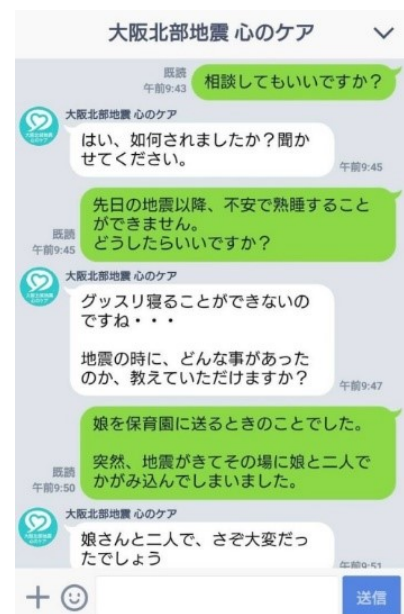 大阪北部地震 心のケア
相談してもいいですか？
既読
午前9:43
大阪北部地震 心のケア
はい、如何されましたか？聞か
せてください。
午前9:45
先日の地震以降、不安で熟睡すること
ができません。
どうしたらいいですか？
既読
午前9:45
大阪北部地震 心のケア
グッスリ寝ることができないの
ですね・・・
地震の時に、どんな事があった
のか、教えていただけますか？
午前9:47
娘を保育園に送るときのことでした。
突然、地震がきてその場に娘と二人で
かがみ込んでしまいました。
既読
午前9:50
大阪北部地震 心のケア
娘さんと二人で、さぞ大変だっ
たでしょう
午前9:51
送信